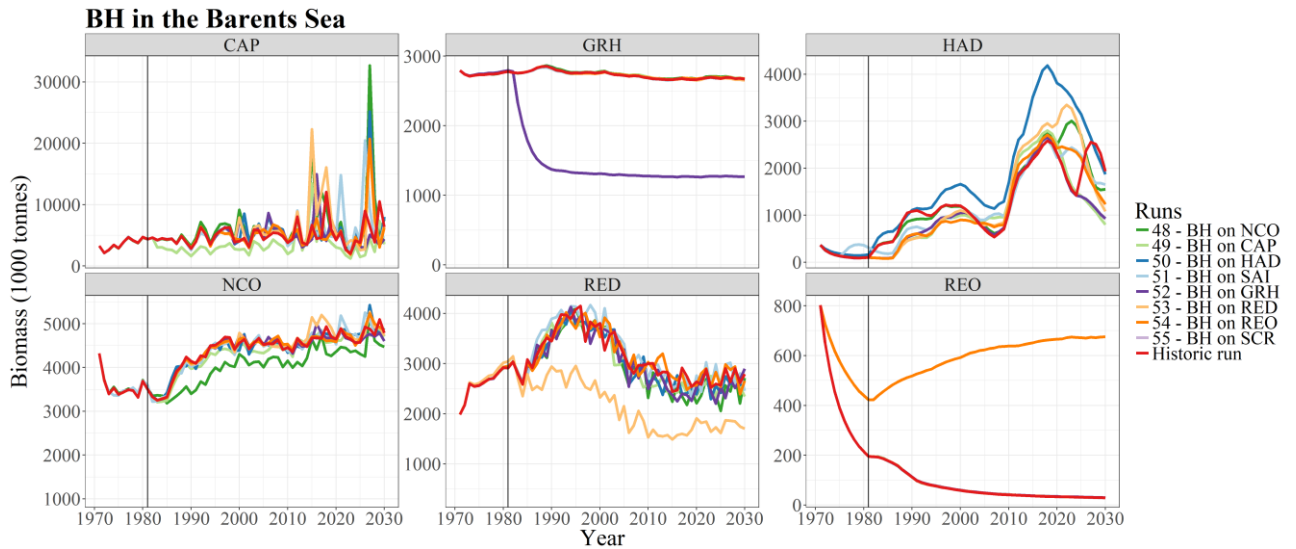 BH in the Barents Sea
CAP
GRH
HAD
30000
20000
10000
0
3000
2000
1000
0
4000
3000
2000
1000
0
NCO
RED
REO
5000
4000
3000
2000
1000
1970 1980 1990 2000 2010 2020 2030
4000
3000
2000
1000
1970 1980 1990 2000 2010 2020 2030
800
600
400
200
0
1970 1980 1990 2000 2010 2020 2030
Biomass (1000 tonnes)
Year
Runs
48 - BH on NCO
49 - BH on CAP
50 - BH on HAD
51 - BH on SAI
52 - BH on GRH
53 - BH on RED
54 - BH on REO
55 - BH on SCR
Historic run